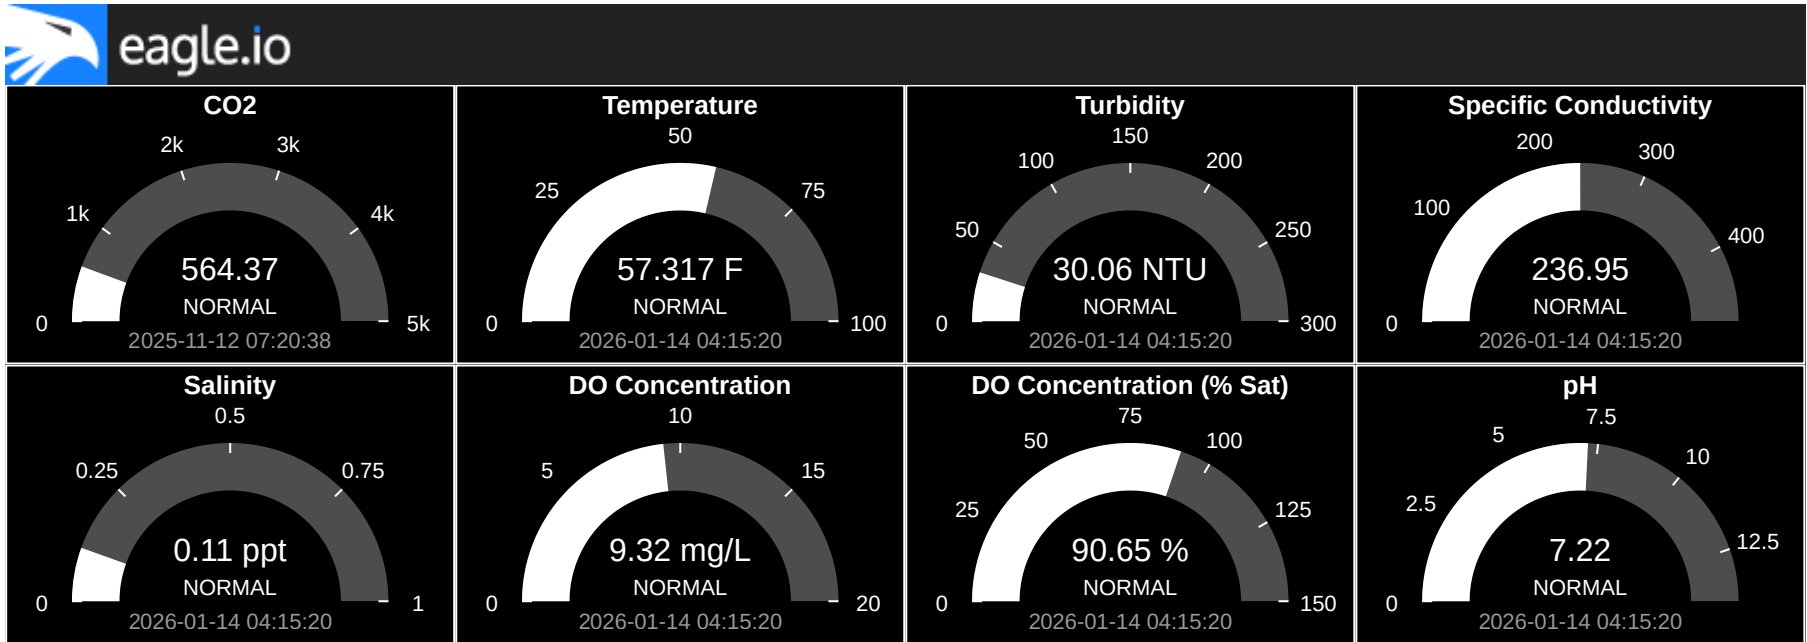 eagle.io
CO2
0
1k
2k
3k
4k
5k
564.37
NORMAL
2025-11-12 07:20:38
Temperature
0
25
50
75
100
57.317 F
NORMAL
2026-01-14 04:15:20
Turbidity
0
50
100
150
200
250
300
30.06 NTU
NORMAL
2026-01-14 04:15:20
Specific Conductivity
0
100
200
300
400
236.95
NORMAL
2026-01-14 04:15:20
Salinity
0
0.25
0.5
0.75
1
0.11 ppt
NORMAL
2026-01-14 04:15:20
DO Concentration
0
5
10
15
20
9.32 mg/L
NORMAL
2026-01-14 04:15:20
DO Concentration (% Sat)
0
25
50
75
100
125
150
90.65 %
NORMAL
2026-01-14 04:15:20
pH
0
2.5
5
7.5
10
12.5
7.22
NORMAL
2026-01-14 04:15:20